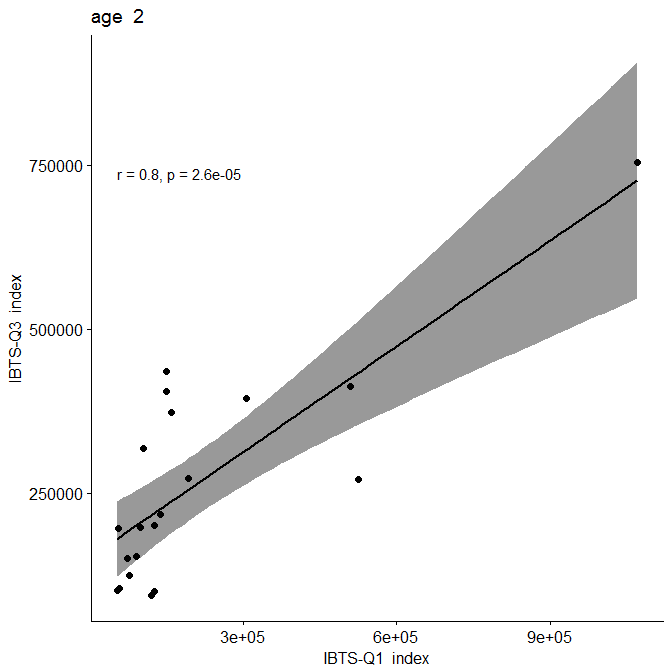 age 2
r = 0.8, p = 2.6e-05
750000
500000
250000
IBTS-Q3 index
3e+05 6e+05 9e+05
IBTS-Q1 index